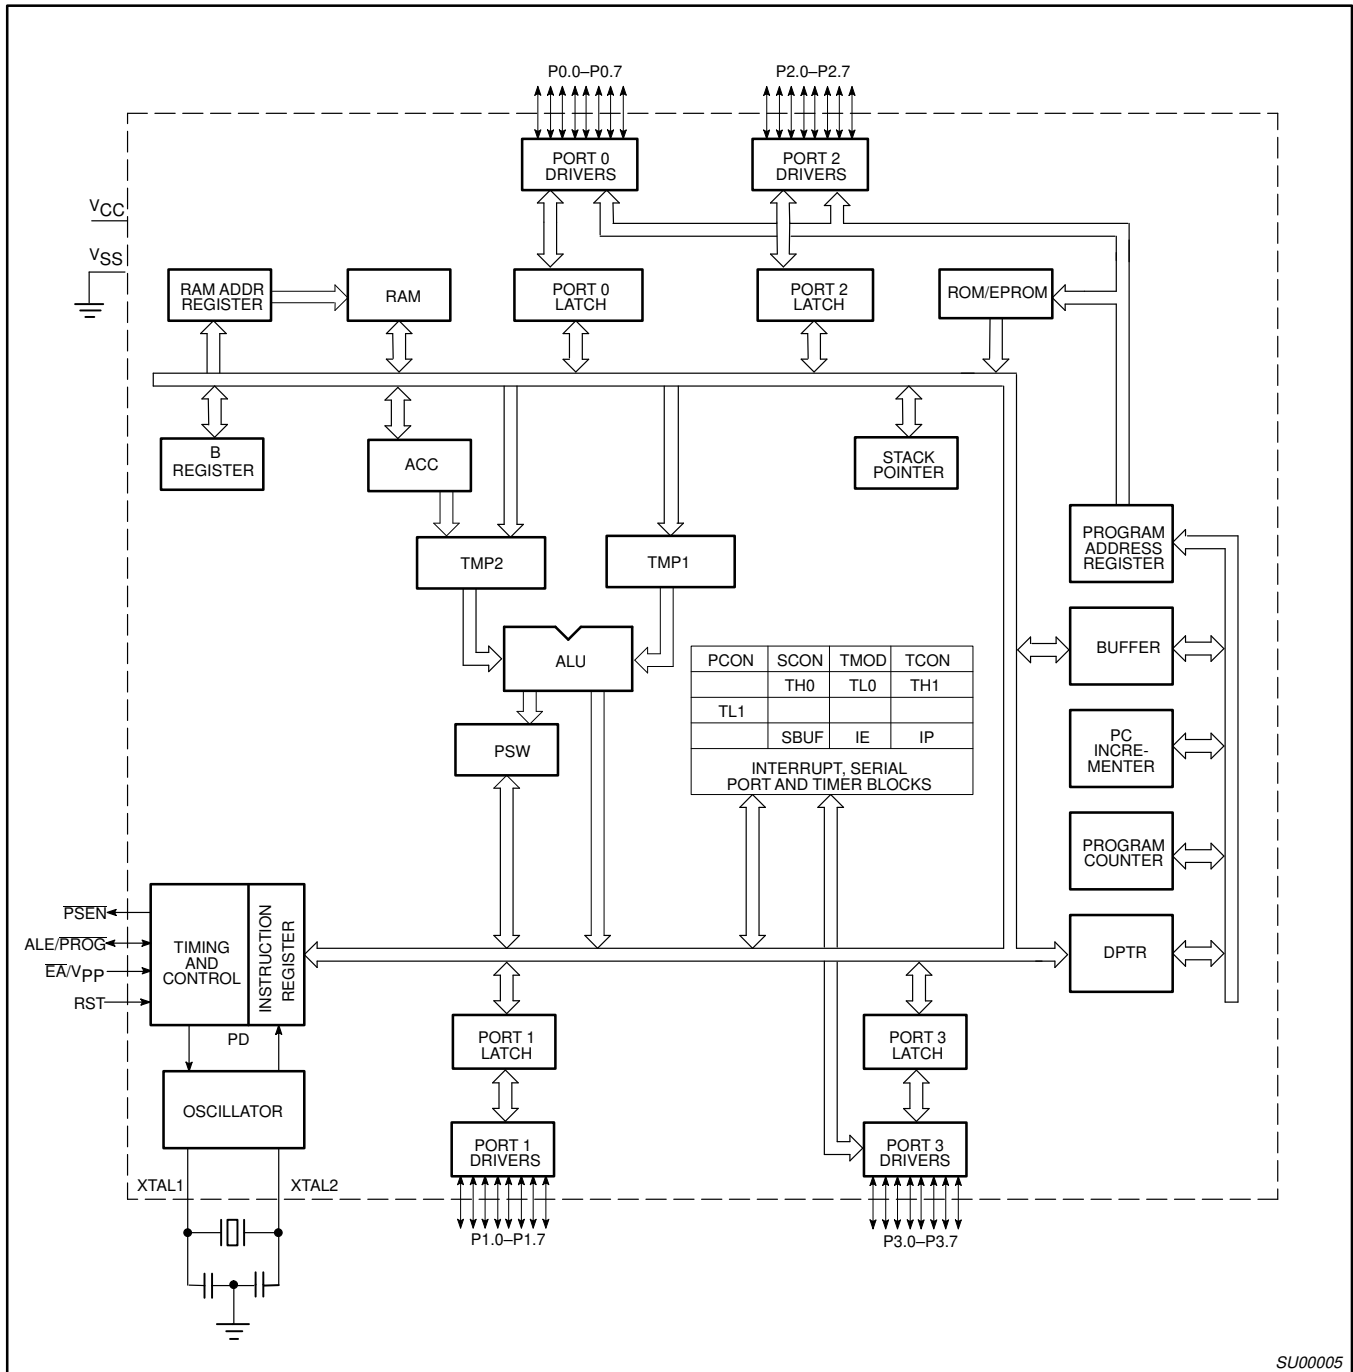 P0.0–P0.7
P2.0–P2.7
PORT 0
DRIVERS
PORT 2
DRIVERS
VCC
VSS
RAM ADDR
REGISTER
RAM
PORT 0
LATCH
PORT 2
LATCH
ROM/EPROM
B
REGISTER
ACC
STACK
POINTER
TMP2
TMP1
PROGRAM
ADDRESS
REGISTER
ALU
BUFFER
PCON SCON TMOD TCON
TH0 TL0 TH1
TL1
SBUF IE IP
INTERRUPT, SERIAL
PORT AND TIMER BLOCKS
PSW
PC
INCRE-
MENTER
PROGRAM
COUNTER
PSEN
ALE/PROG
EA/VPP
RST
TIMING
AND
CONTROL
INSTRUCTION
REGISTER
DPTR
PD
OSCILLATOR
PORT 1
LATCH
PORT 3
LATCH
PORT 1
DRIVERS
PORT 3
DRIVERS
XTAL1
XTAL2
P1.0–P1.7
P3.0–P3.7
SU00005